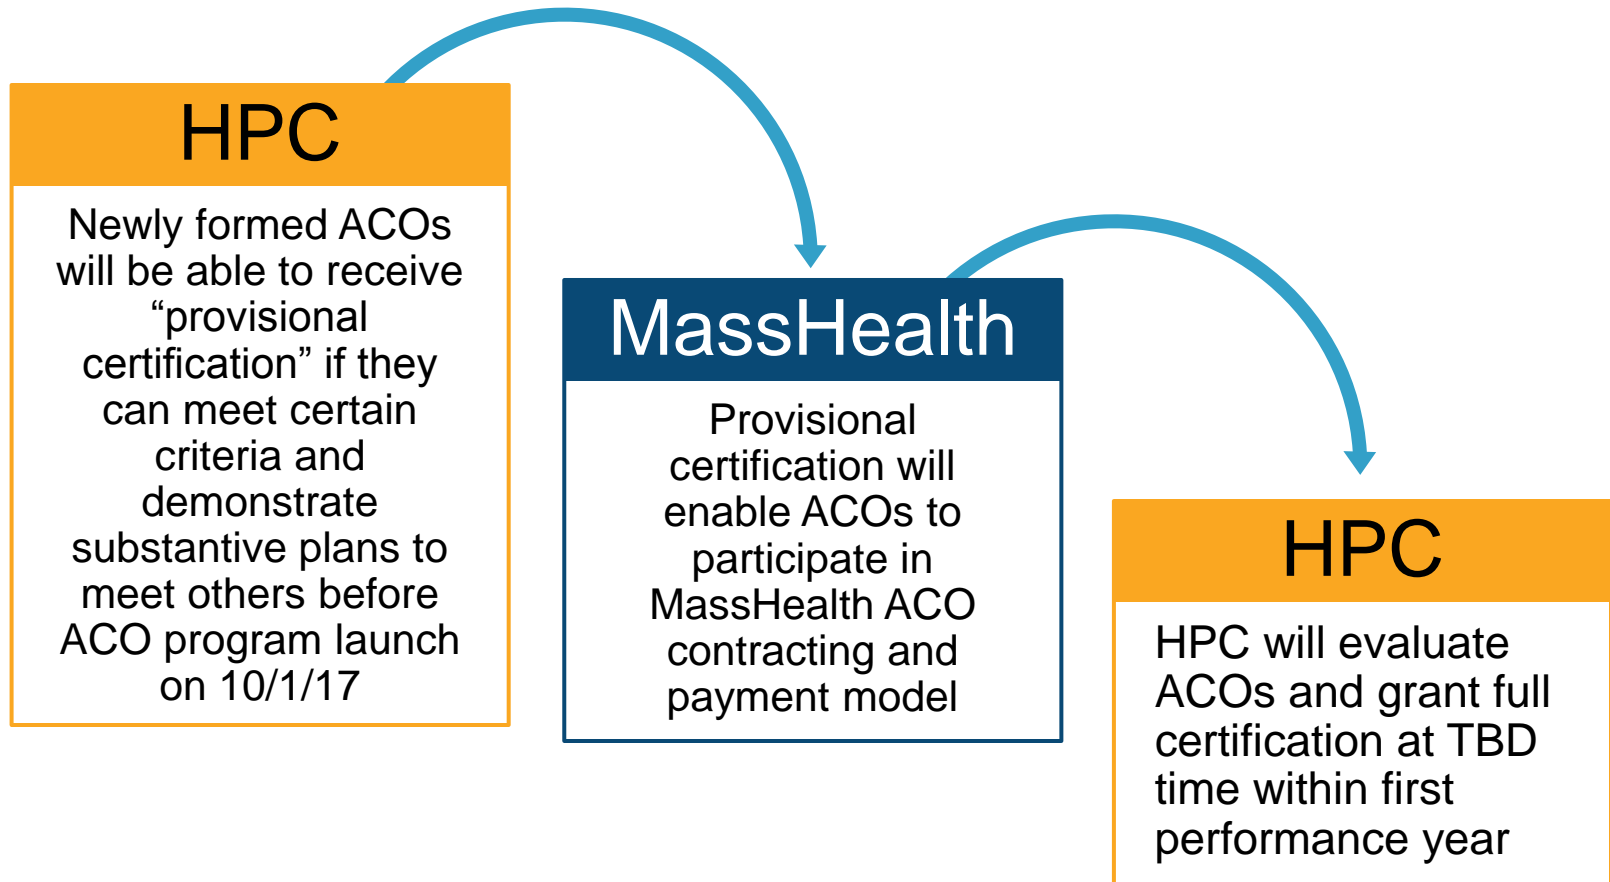 HPC
Newly formed ACOs
will be able to receive
“provisional
certification” if they
can meet certain
criteria and
demonstrate
substantive plans to
meet others before
ACO program launch
on 10/1/17
MassHealth
Provisional
certification will
enable ACOs to
participate in
MassHealth ACO
contracting and
payment model
HPC
HPC will evaluate
ACOs and grant full
certification at TBD
time within first
performance year